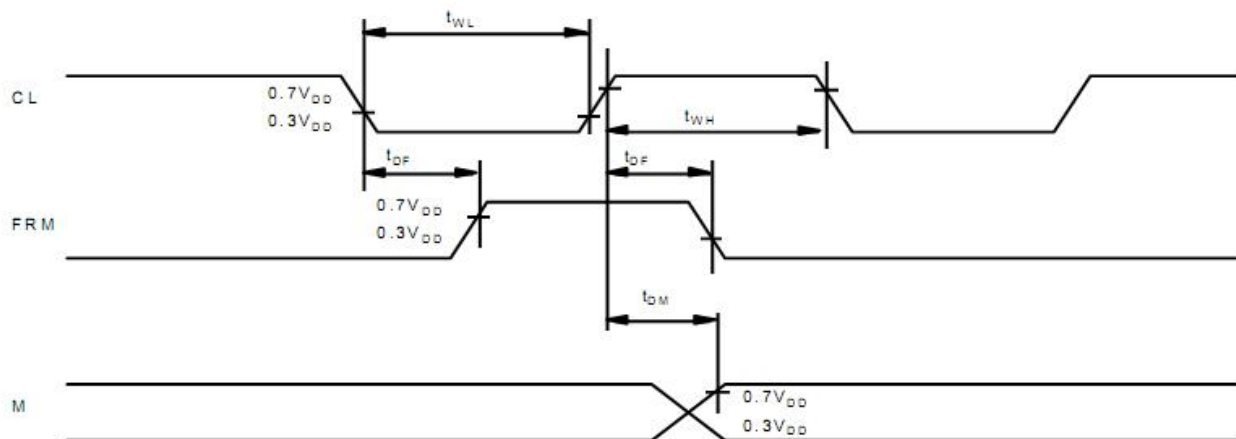 tWL
CL
0.7VDD
0.3VDD
tWH
tDF
tDF
FRM
0.7VDD
0.3VDD
tDM
M
0.7VDD
0.3VDD